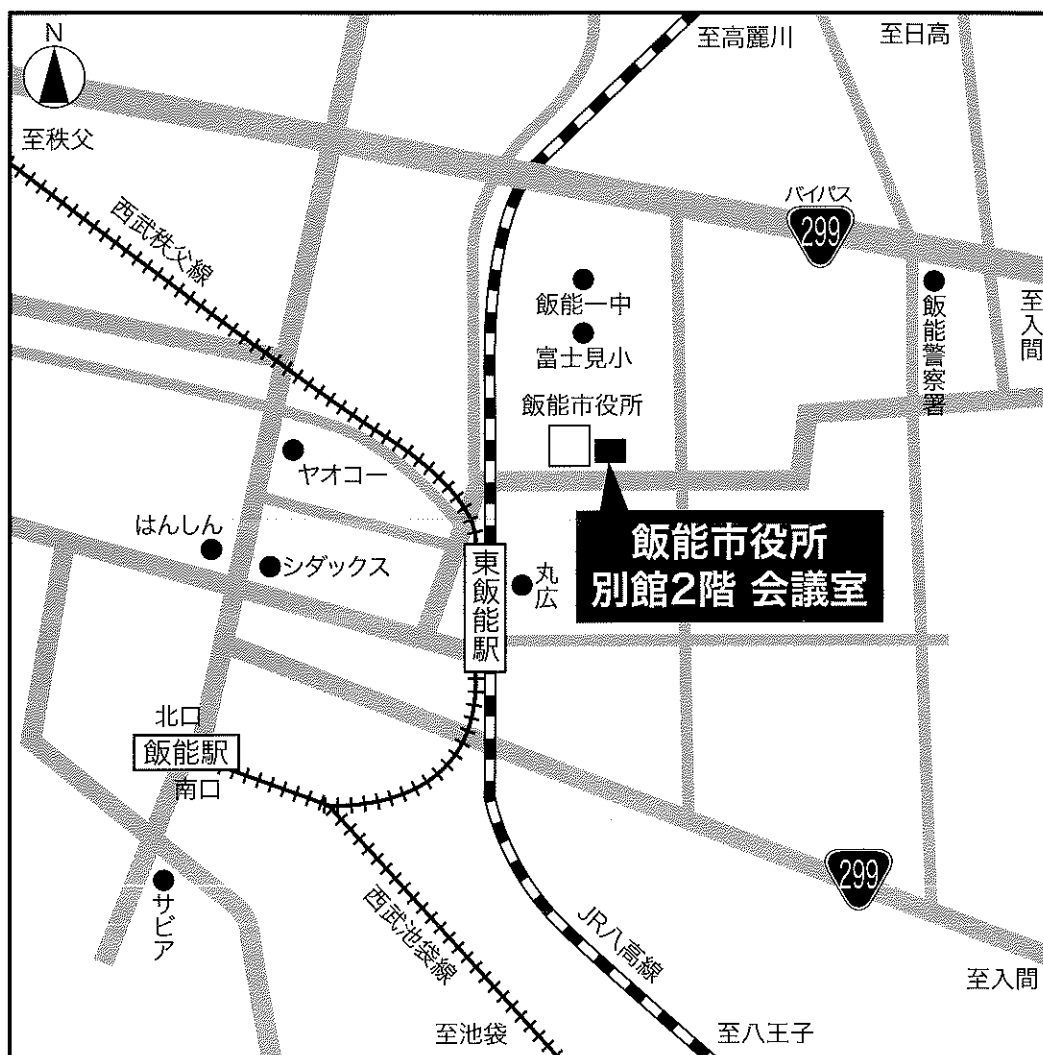 N
至高麗川
至日高
至秩父
西武秩父線
バイパス
299
飯能一中
富士見小
飯能市役所
飯能警察署
至入間
ヤオコー
はんしん
シダックス
東飯能駅
丸広
飯能市役所
別館2階 会議室
北口
飯能駅
南口
サビア
西武池袋線
JR八高線
299
至入間
至池袋
至八王子